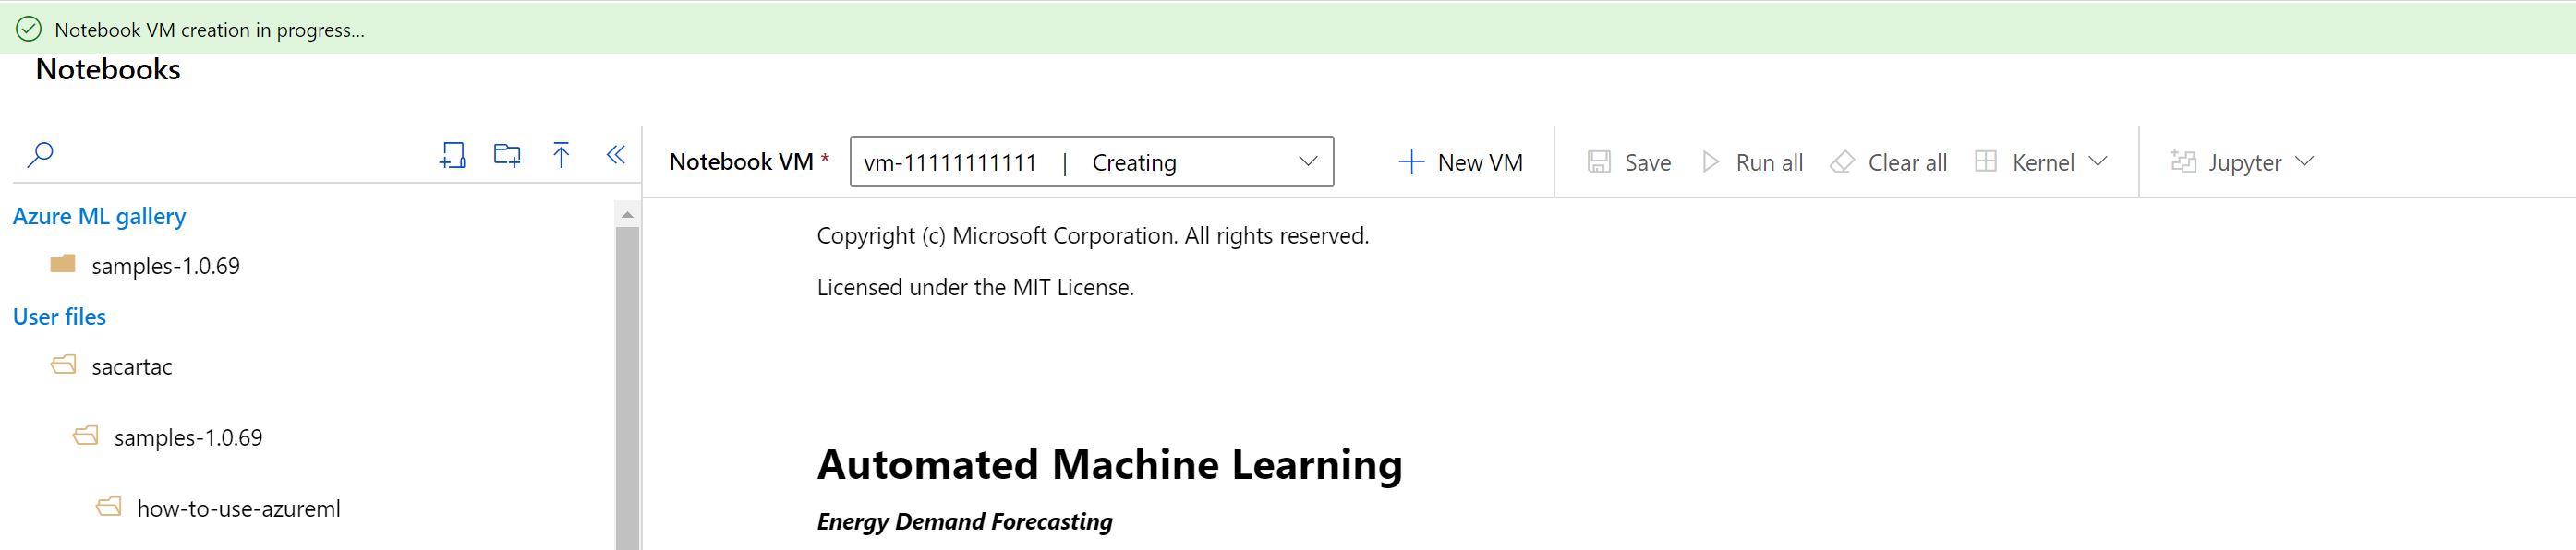 Notebook VM creation in progress...
Notebooks
Notebook VM * vm-11111111111 | Creating
New VM
Save
Run all
Clear all
Kernel
Jupyter
Azure ML gallery
samples-1.0.69
User files
sacartac
samples-1.0.69
how-to-use-azureml
Copyright (c) Microsoft Corporation. All rights reserved.
Licensed under the MIT License.
Automated Machine Learning
Energy Demand Forecasting